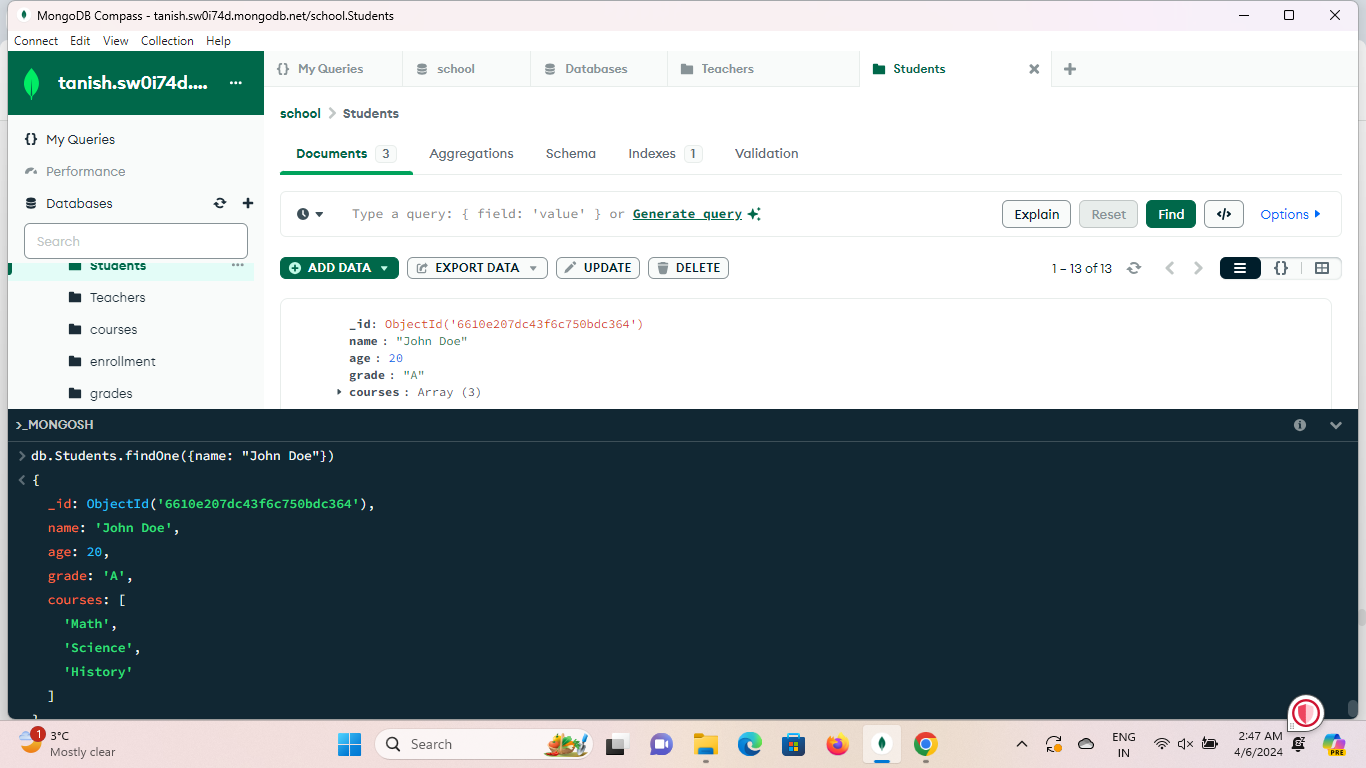 MongoDB Compass - tanish.sw0i74d.mongodb.net/school.Students
Connect Edit View Collection Help
tanish.sw0i74d....
My Queries
Performance
Databases
Search
Students
Teachers
courses
enrollment
grades
{} My Queries school Databases Teachers Students
school > Students
Documents 3 Aggregations Schema Indexes 1 Validation
Type a query: { field: 'value' } or Generate query
Explain Reset Find </> Options
ADD DATA EXPORT DATA UPDATE DELETE
1 – 13 of 13
_id: ObjectId('6610e207dc43f6c750bdc364')
name : "John Doe"
age : 20
grade : "A"
courses : Array (3)
>_MONGOSH
> db.Students.findOne({name: "John Doe"})
< {
_id: ObjectId('6610e207dc43f6c750bdc364'),
name: 'John Doe',
age: 20,
grade: 'A',
courses: [
'Math',
'Science',
'History'
]
}
1
3°C
Mostly clear
Search
ENG
IN
2:47 AM
4/6/2024
PRE